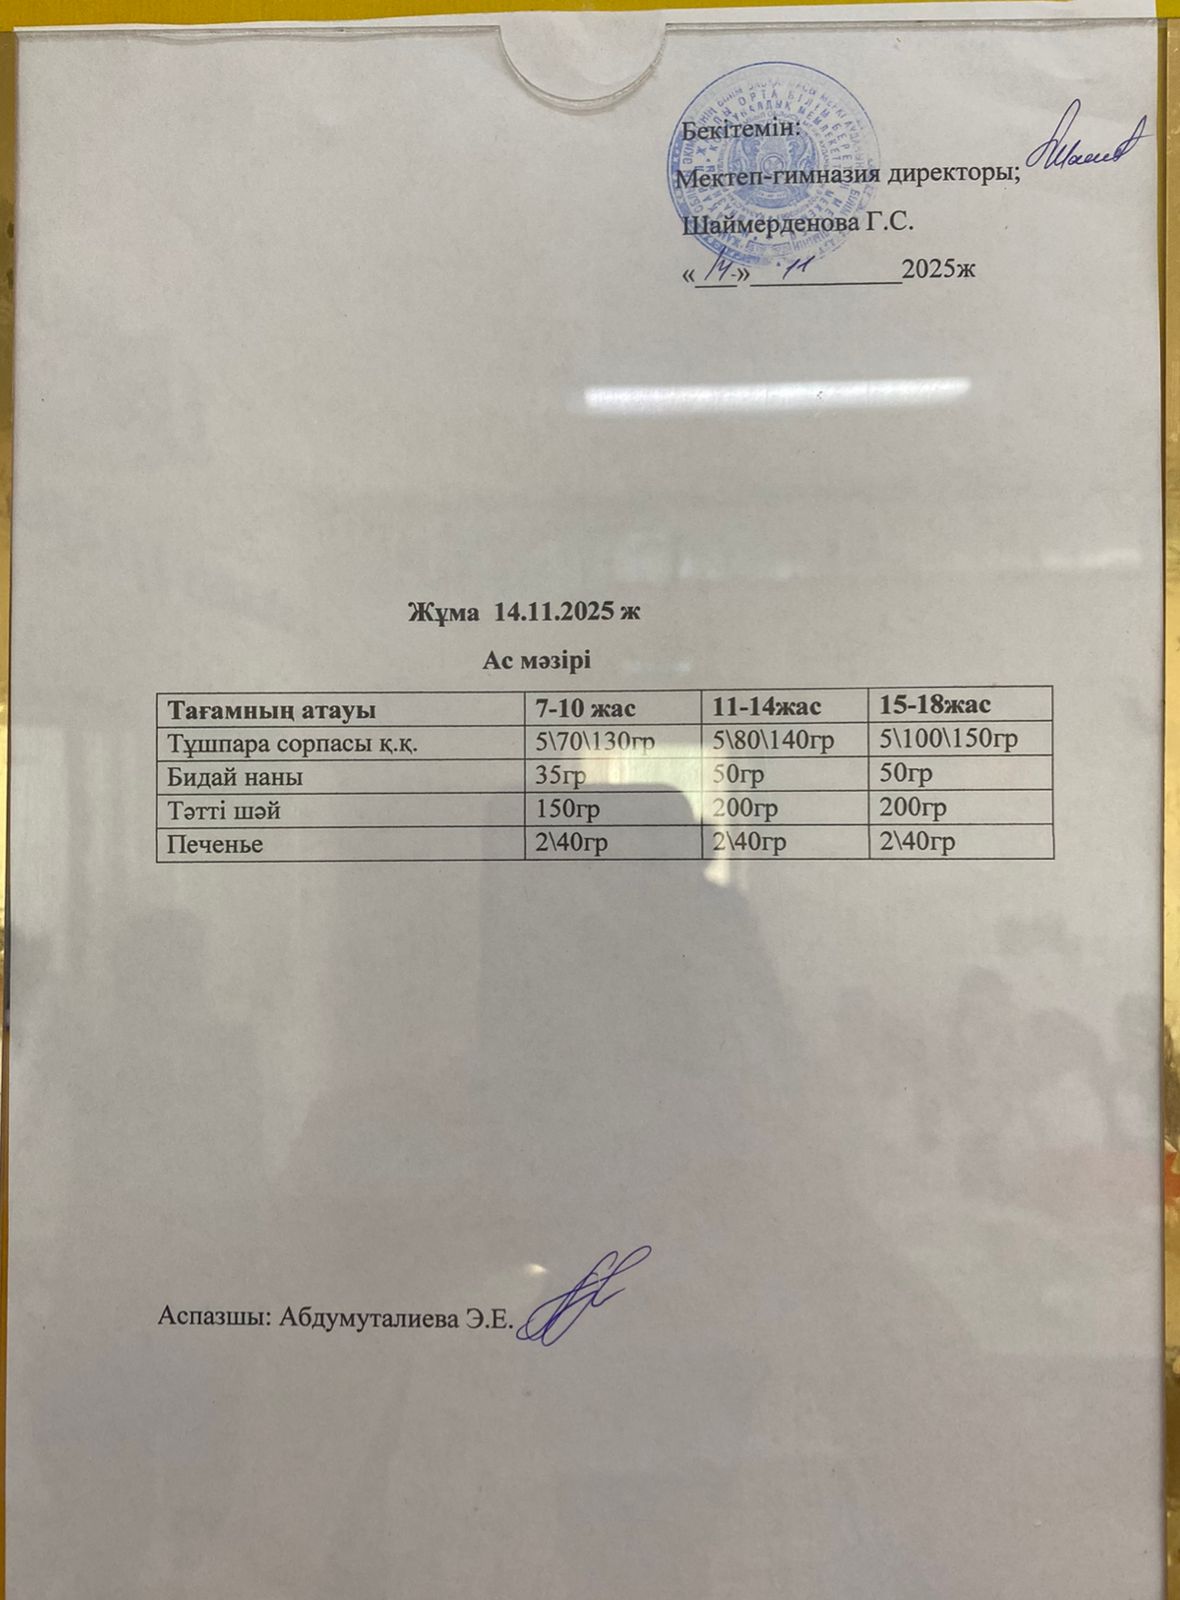 Бекітемін:
Мектеп-гимназия директоры;
Шаймерденова Г.С.
«14» 11 2025ж
Жұма 14.11.2025 ж
Ас мәзірі
Тағамның атауы 7-10 жас 11-14жас 15-18жас
Тұшпара сорпасы қ.қ. 5\70\130гр 5\80\140гр 5\100\150гр
Бидай наны 35гр 50гр 50гр
Тәтті шәй 150гр 200гр 200гр
Печенье 2\40гр 2\40гр 2\40гр
Аспазшы: Абдумуталиева Э.Е.